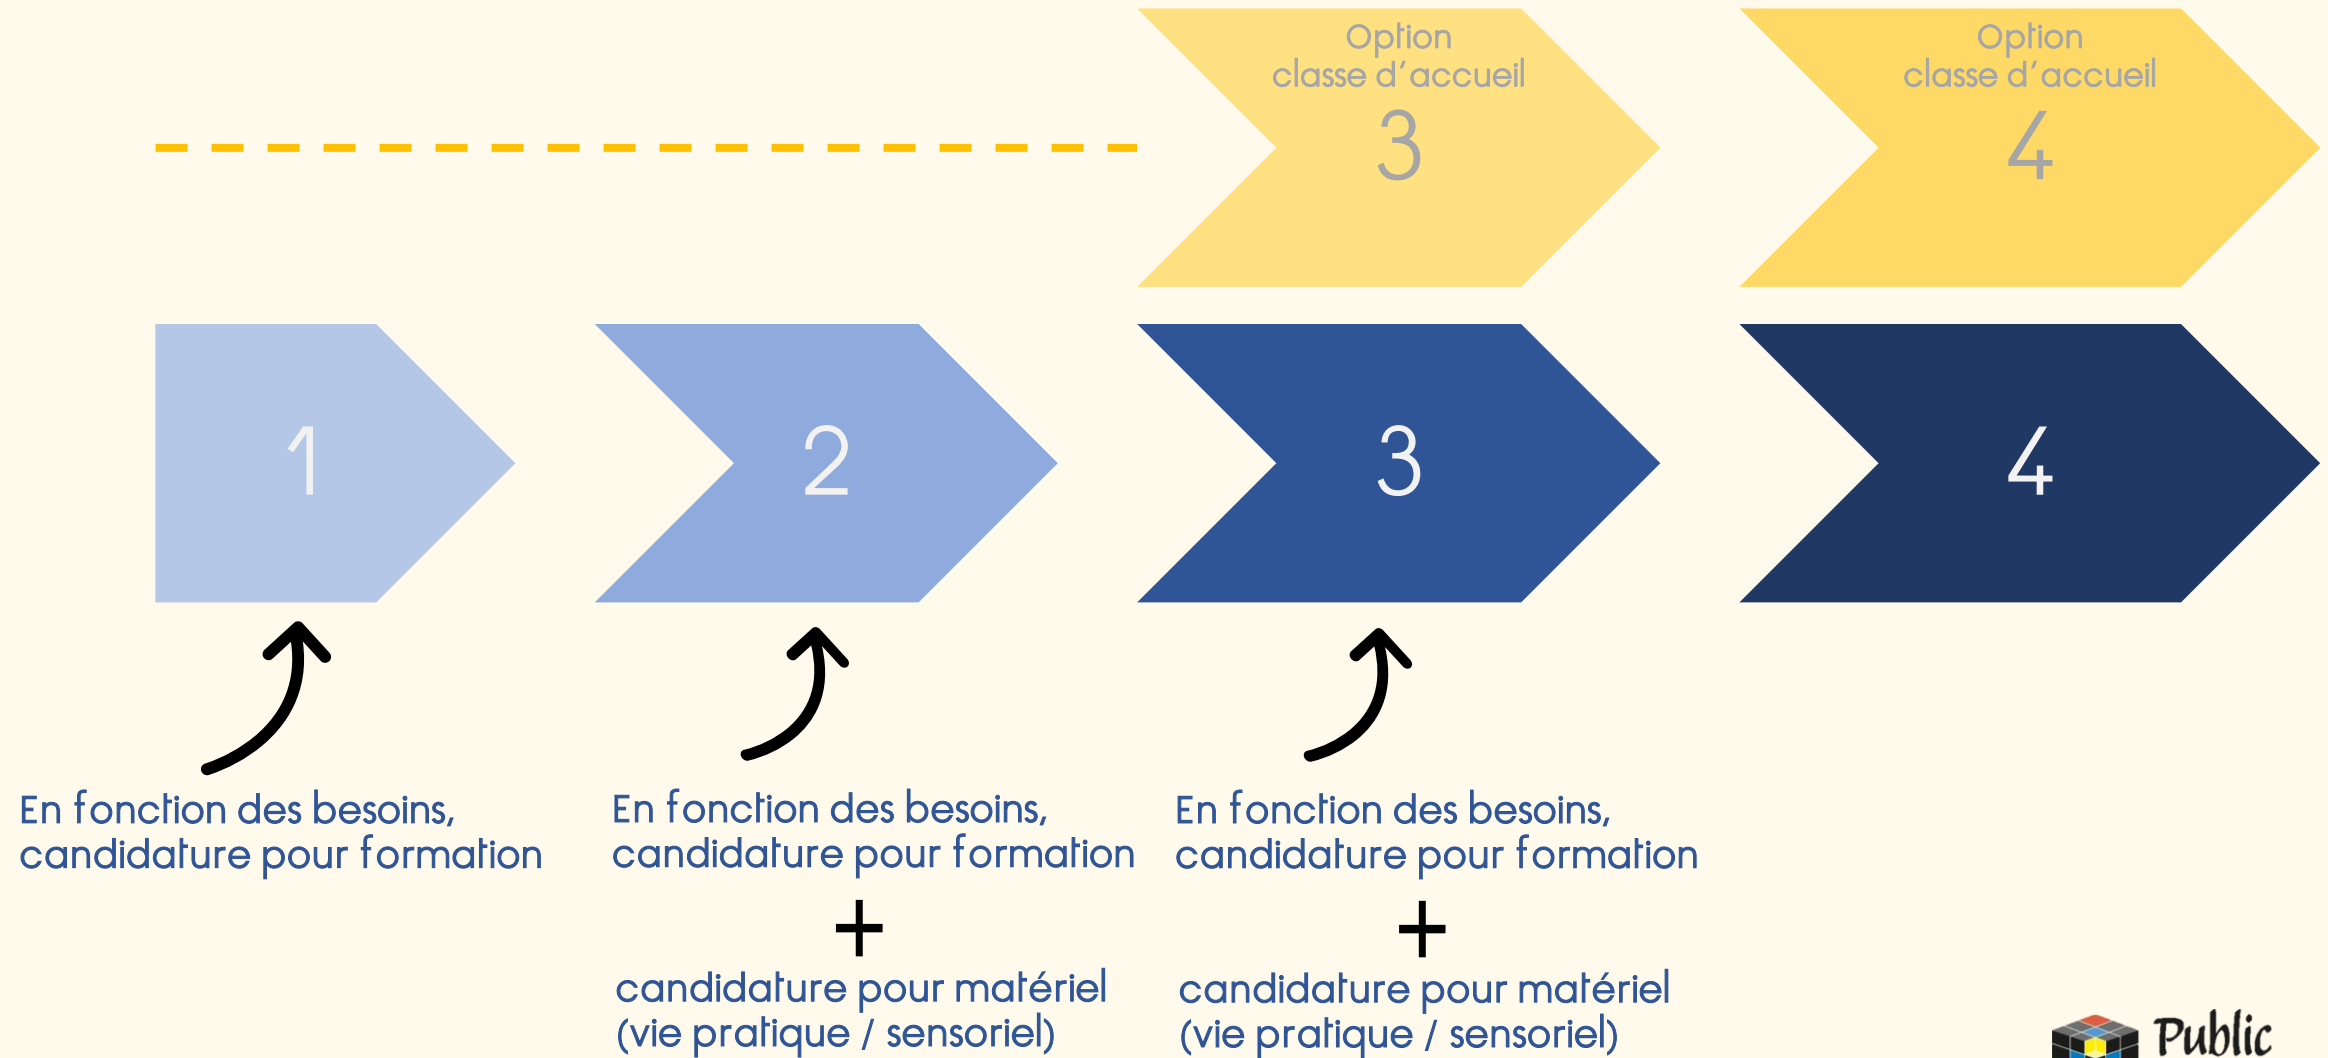 Option
classe d'accueil
3
Option
classe d'accueil
4
1
2
3
4
En fonction des besoins,
candidature pour formation
En fonction des besoins,
candidature pour formation
+
candidature pour matériel
(vie pratique / sensoriel)
En fonction des besoins,
candidature pour formation
+
candidature pour matériel
(vie pratique / sensoriel)
Public